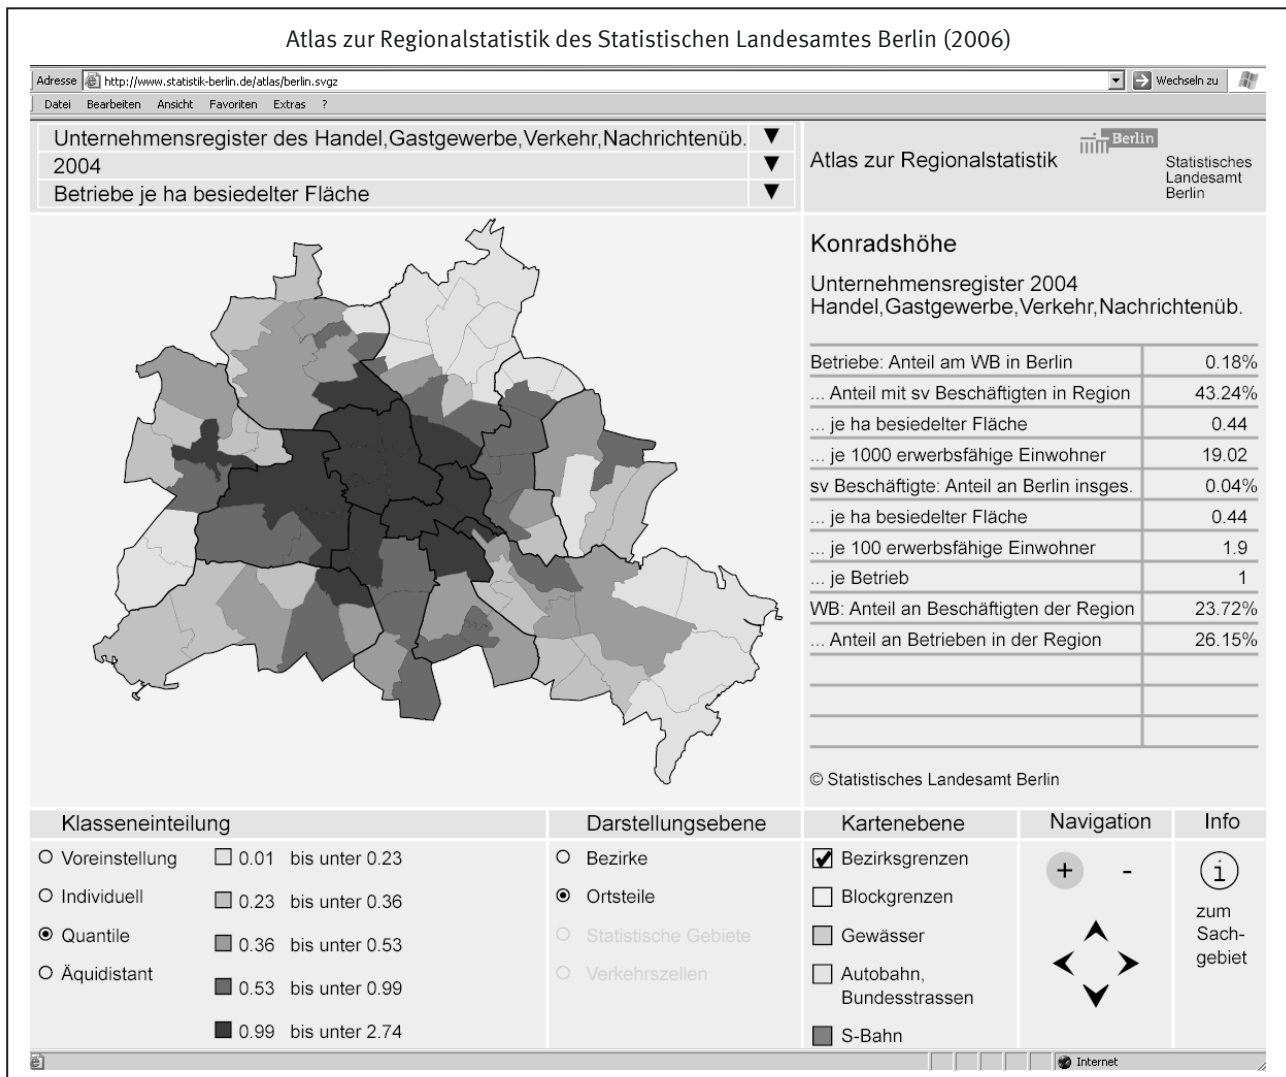 Atlas zur Regionalstatistik des Statistischen Landesamtes Berlin (2006)
Adresse http://www.statistik-berlin.de/atlas/berlin.svgz Wechseln zu
Datei Bearbeiten Ansicht Favoriten Extras ?
Unternehmensregister des Handel,Gastgewerbe,Verkehr,Nachrichtenüb. ▼
2004 ▼
Betriebe je ha besiedelter Fläche ▼
Atlas zur Regionalstatistik
Berlin
Statistisches
Landesamt
Berlin
Konradshöhe
Unternehmensregister 2004
Handel,Gastgewerbe,Verkehr,Nachrichtenüb.
Betriebe: Anteil am WB in Berlin 0.18%
... Anteil mit sv Beschäftigten in Region 43.24%
... je ha besiedelter Fläche 0.44
... je 1000 erwerbsfähige Einwohner 19.02
sv Beschäftigte: Anteil an Berlin insges. 0.04%
... je ha besiedelter Fläche 0.44
... je 100 erwerbsfähige Einwohner 1.9
... je Betrieb 1
WB: Anteil an Beschäftigten der Region 23.72%
... Anteil an Betrieben in der Region 26.15%
© Statistisches Landesamt Berlin
Klasseneinteilung
Voreinstellung
Individuell
Quantile
Äquidistant
0.01 bis unter 0.23
0.23 bis unter 0.36
0.36 bis unter 0.53
0.53 bis unter 0.99
0.99 bis unter 2.74
Darstellungsebene
Bezirke
Ortsteile
Statistische Gebiete
Verkehrszellen
Kartenebene
Bezirksgrenzen
Blockgrenzen
Gewässer
Autobahn,
Bundesstrassen
S-Bahn
Navigation
+ -
Info
i
zum
Sach-
gebiet
Internet